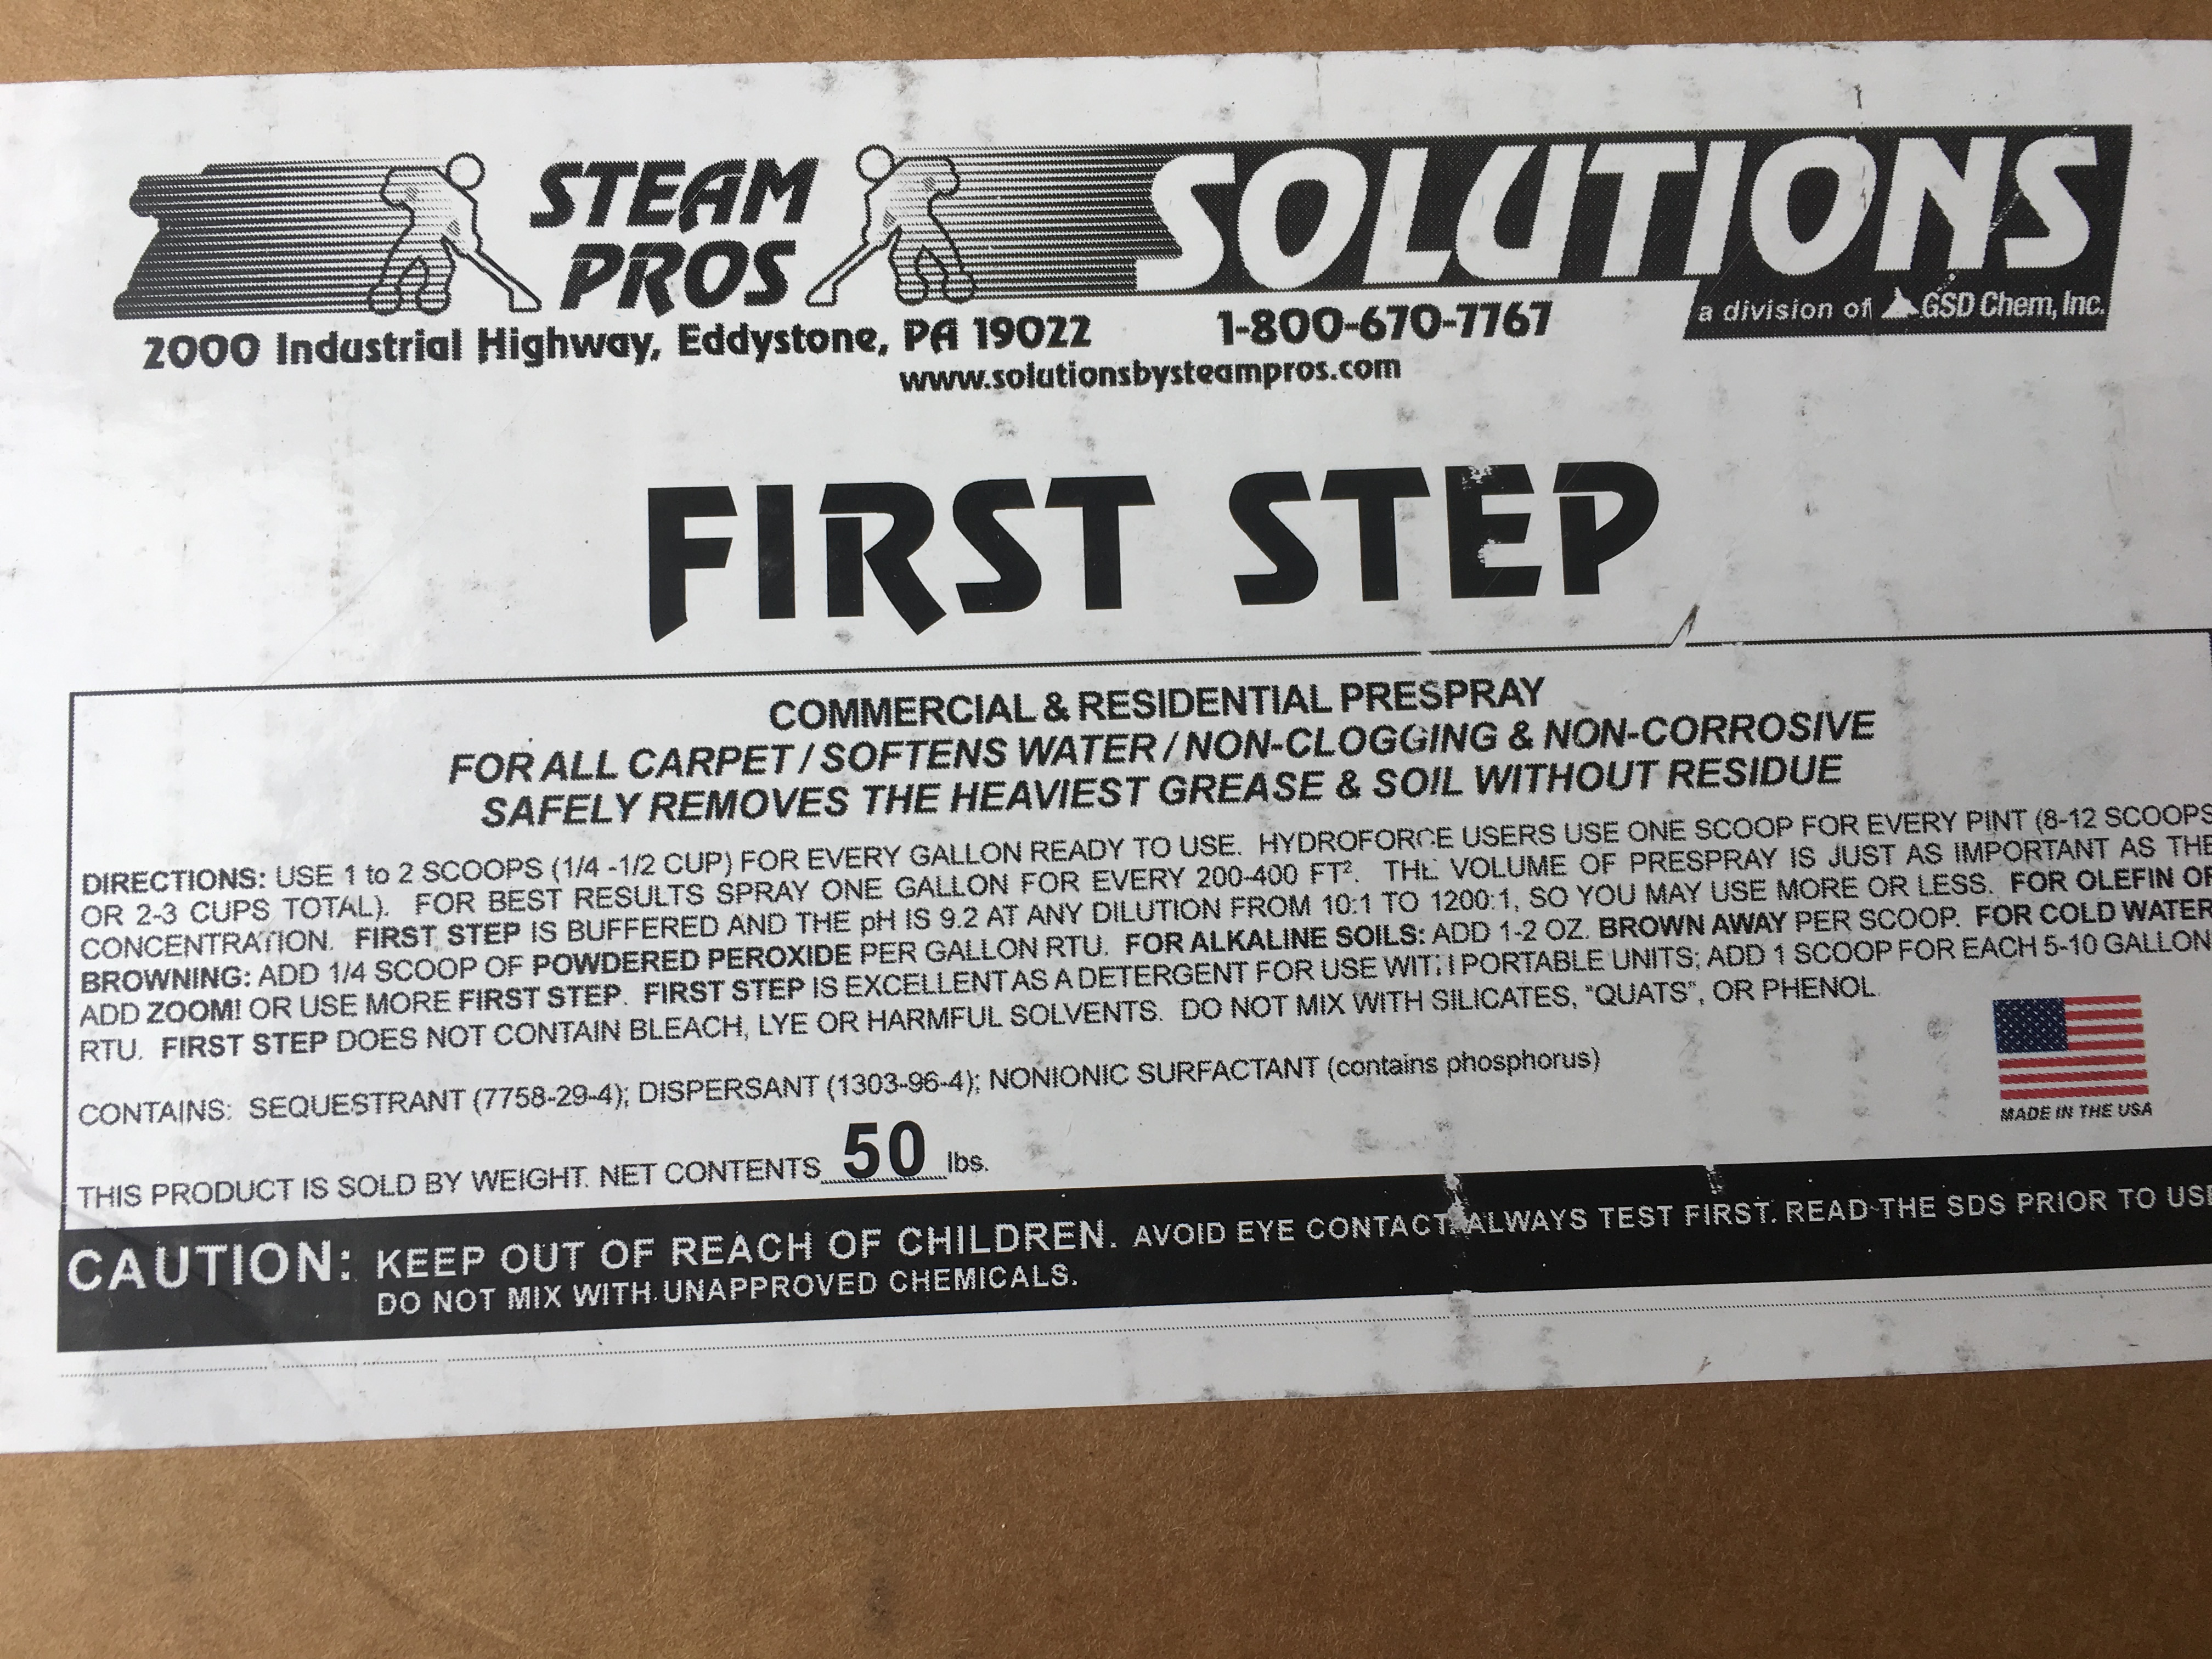 STEAM PROS SOLUTIONS
a division of GSD Chem, Inc.
2000 Industrial Highway, Eddystone, PA 19022 1-800-670-7767
www.solutionsbysteampros.com
FIRST STEP
COMMERCIAL & RESIDENTIAL PRESPRAY
FOR ALL CARPET / SOFTENS WATER / NON-CLOGGING & NON-CORROSIVE
SAFELY REMOVES THE HEAVIEST GREASE & SOIL WITHOUT RESIDUE
DIRECTIONS: USE 1 to 2 SCOOPS (1/4 -1/2 CUP) FOR EVERY GALLON READY TO USE. HYDROFORCE USERS USE ONE SCOOP FOR EVERY PINT (8-12 SCOOPS
OR 2-3 CUPS TOTAL). FOR BEST RESULTS SPRAY ONE GALLON FOR EVERY 200-400 FT². THE VOLUME OF PRESPRAY IS JUST AS IMPORTANT AS THE
CONCENTRATION. FIRST STEP IS BUFFERED AND THE pH IS 9.2 AT ANY DILUTION FROM 10:1 TO 1200:1, SO YOU MAY USE MORE OR LESS. FOR OLEFIN OR
BROWNING: ADD 1/4 SCOOP OF POWDERED PEROXIDE PER GALLON RTU. FOR ALKALINE SOILS: ADD 1-2 OZ. BROWN AWAY PER SCOOP. FOR COLD WATER
ADD ZOOM! OR USE MORE FIRST STEP. FIRST STEP IS EXCELLENT AS A DETERGENT FOR USE WITH PORTABLE UNITS; ADD 1 SCOOP FOR EACH 5-10 GALLON
RTU. FIRST STEP DOES NOT CONTAIN BLEACH, LYE OR HARMFUL SOLVENTS. DO NOT MIX WITH SILICATES, "QUATS", OR PHENOL.
CONTAINS: SEQUESTRANT (7758-29-4); DISPERSANT (1303-96-4); NONIONIC SURFACTANT (contains phosphorus)
MADE IN THE USA
THIS PRODUCT IS SOLD BY WEIGHT. NET CONTENTS 50 lbs.
CAUTION: KEEP OUT OF REACH OF CHILDREN. AVOID EYE CONTACT. ALWAYS TEST FIRST. READ THE SDS PRIOR TO USE
DO NOT MIX WITH UNAPPROVED CHEMICALS.